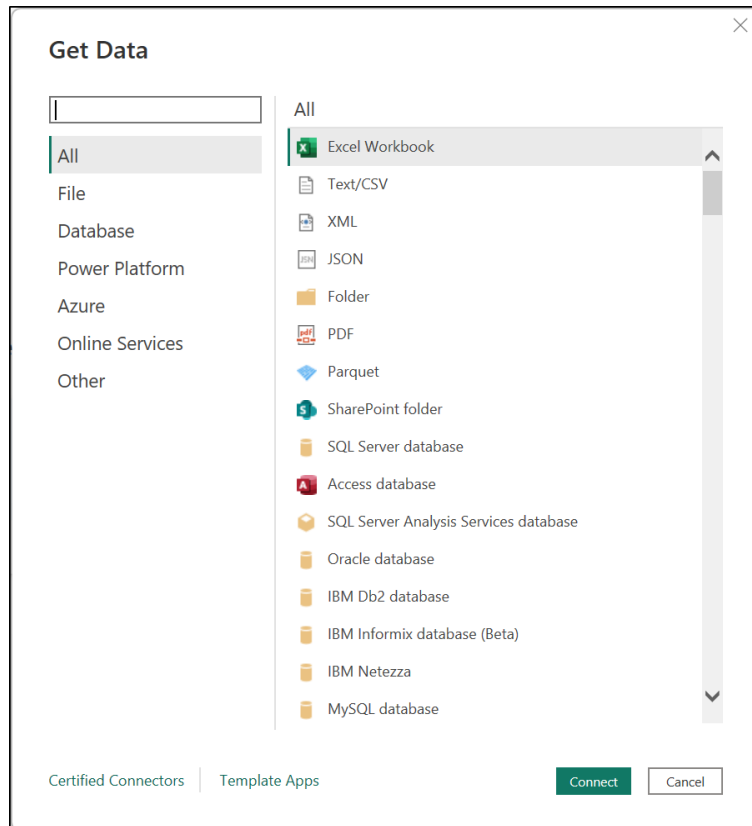 Get Data
All
File
Database
Power Platform
Azure
Online Services
Other
All
Excel Workbook
Text/CSV
XML
JSON
Folder
PDF
Parquet
SharePoint folder
SQL Server database
Access database
SQL Server Analysis Services database
Oracle database
IBM Db2 database
IBM Informix database (Beta)
IBM Netezza
MySQL database
Certified Connectors
Template Apps
Connect
Cancel